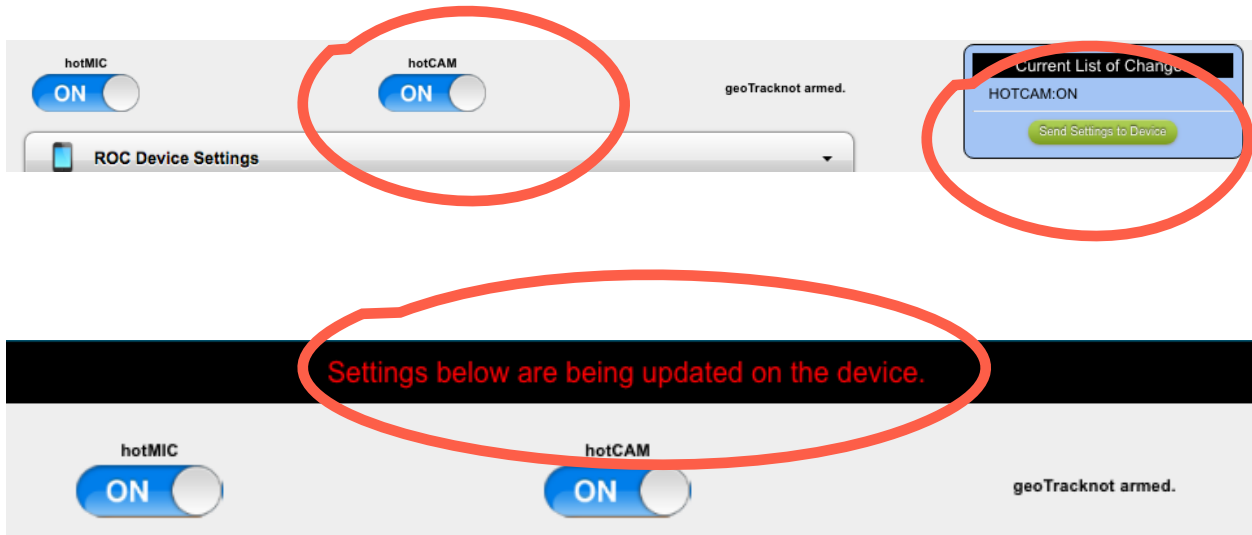 hotMIC hotCAM
ON ON geoTracknot armed.
Current List of Change
HOTCAM:ON
Send Settings to Device
ROC Device Settings
Settings below are being updated on the device.
hotMIC hotCAM
ON ON geoTracknot armed.